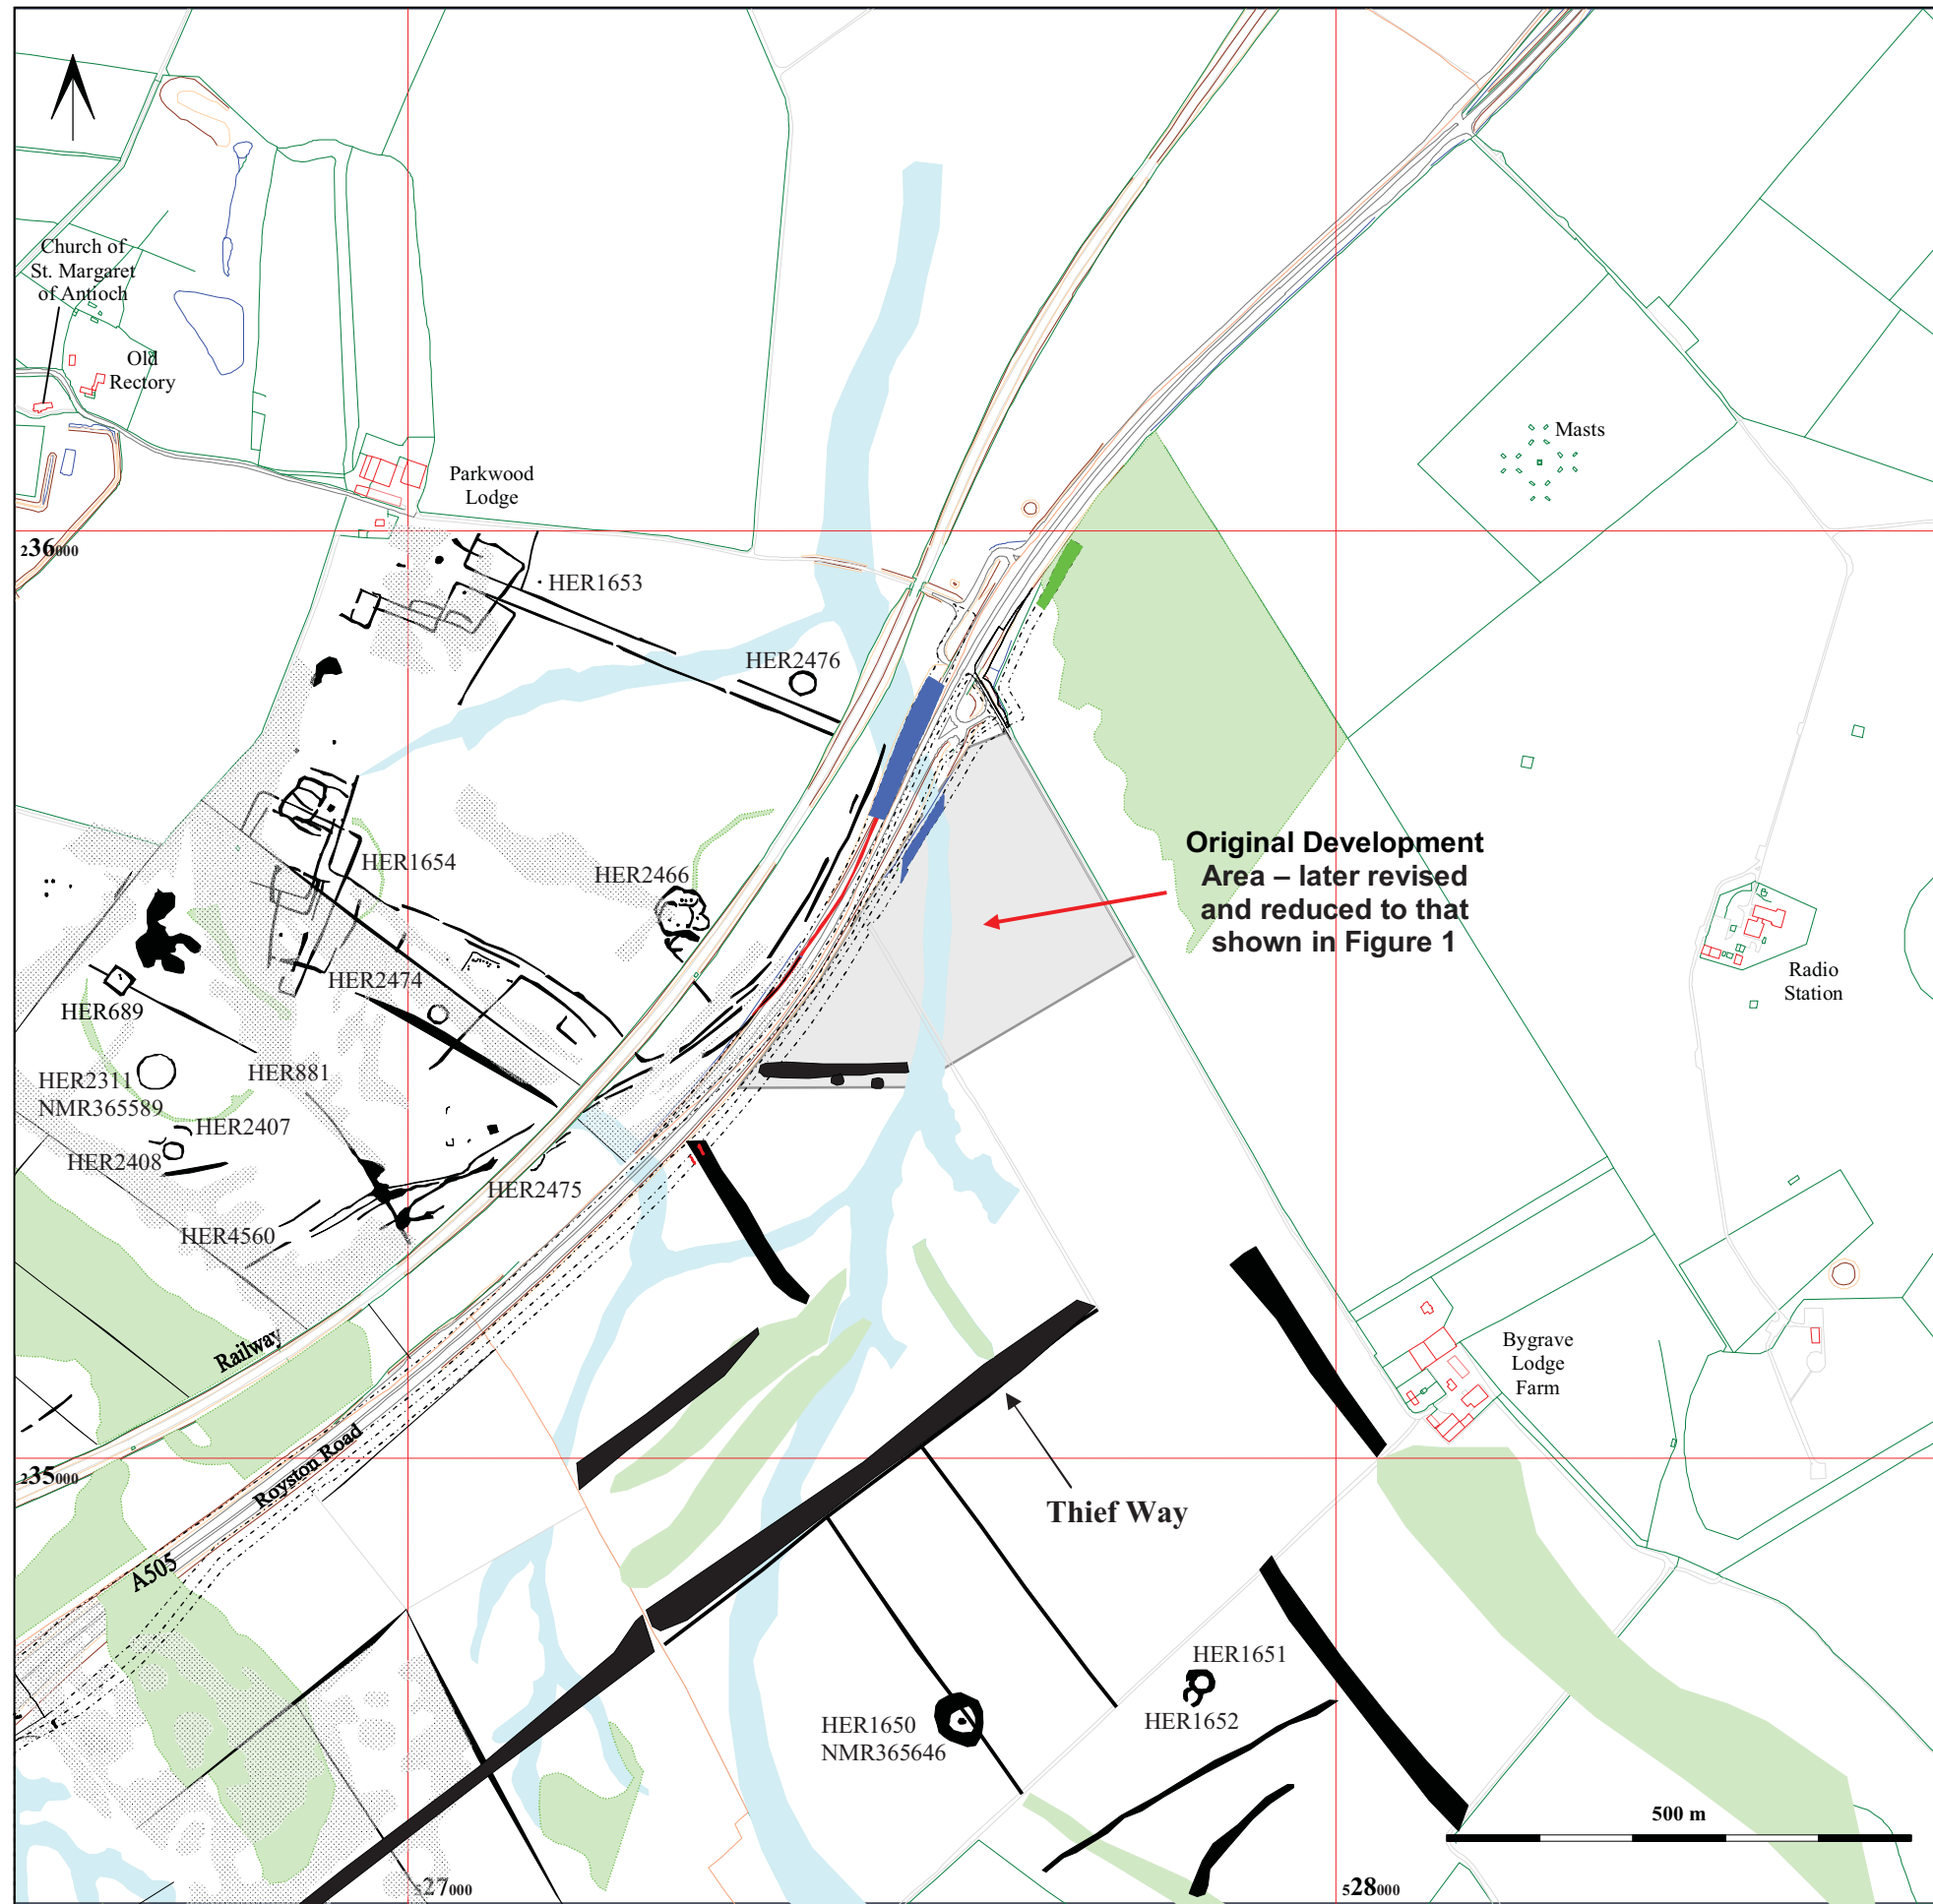 Church of
St. Margaret
of Antioch
Old
Rectory
Parkwood
Lodge
Masts
236000
HER1653
HER2476
Original Development
Area – later revised
and reduced to that
shown in Figure 1
HER1654
HER2466
HER2474
HER689
Radio
Station
HER881
HER2311
NMR365589
HER2407
HER2408
HER2475
HER4560
Railway
Bygrave
Lodge
Farm
Royston Road
235000
Thief Way
A505
HER1651
HER1652
HER1650
NMR365646
500 m
527000
528000